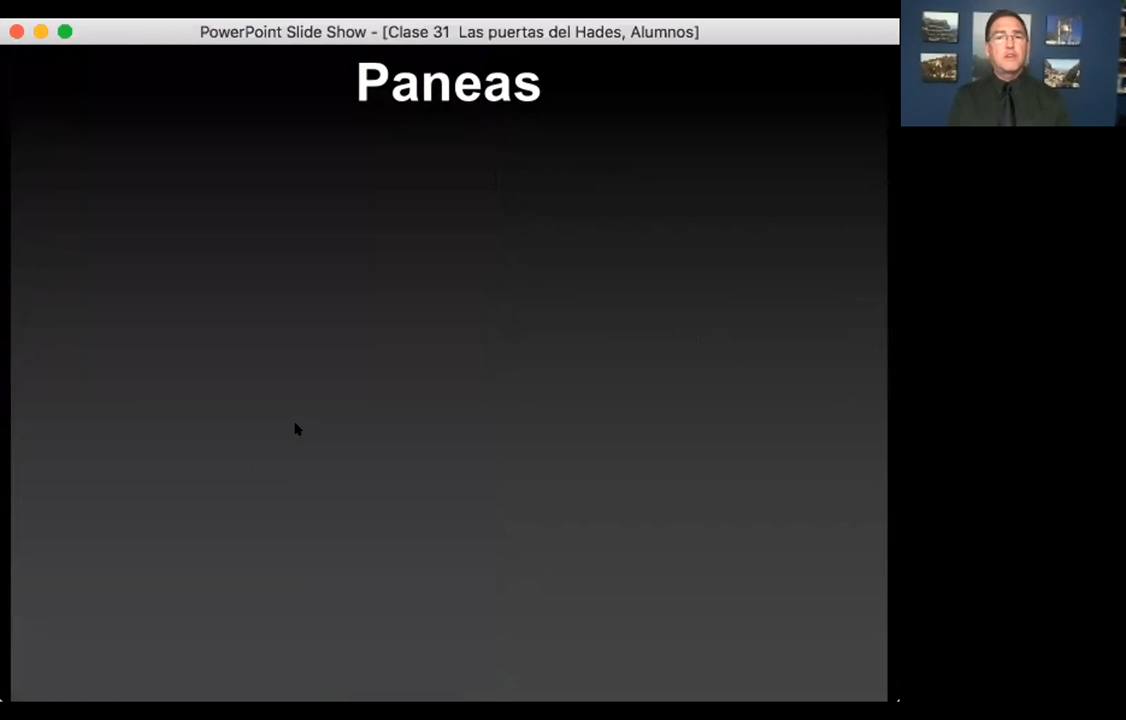 PowerPoint Slide Show - [Clase 31  Las puertas del Hades, Alumnos]
Paneas